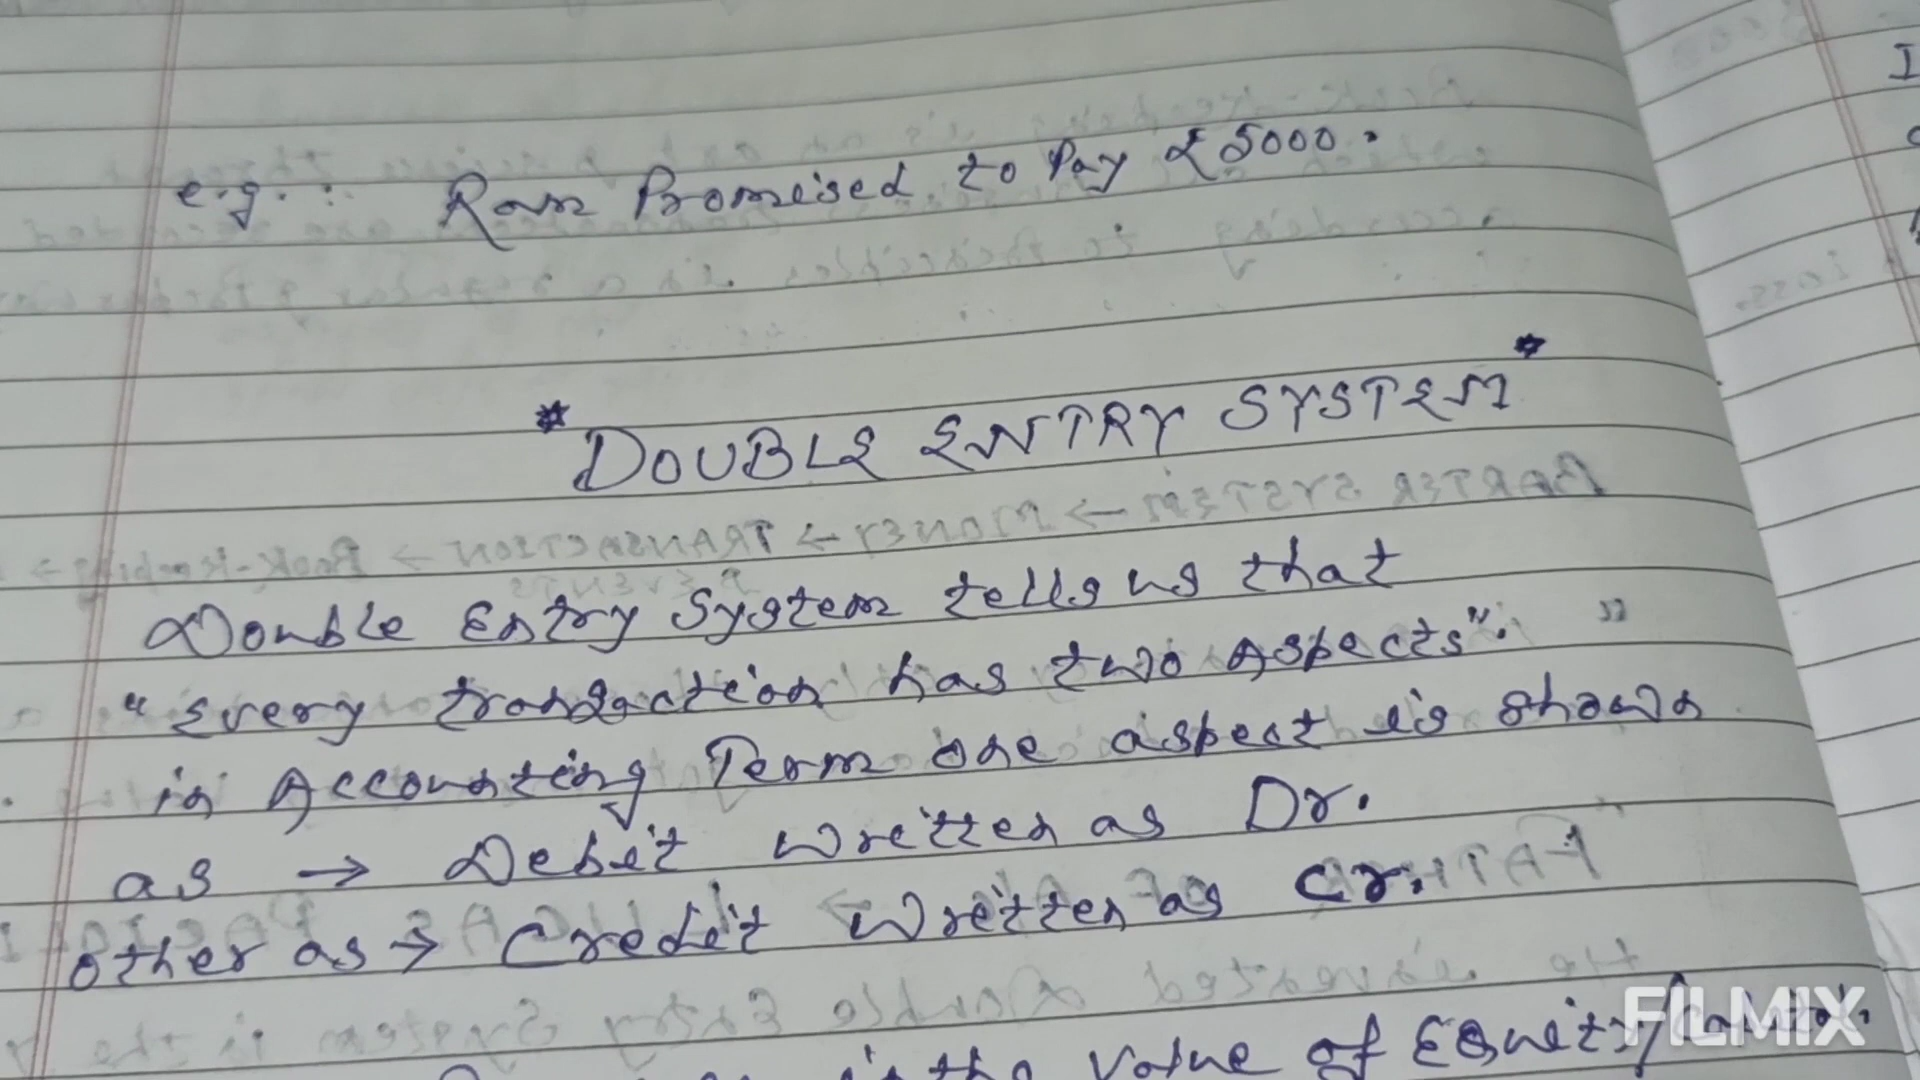 e.g. : Ram Promised to Pay ₹ 5000.
* DOUBLE ENTRY SYSTEM *
Double Entry System tells us that
"Every transaction has two Aspects".
in Accounting Term one aspect is shown
as → Debit written as Dr.
other as → Credit written as Cr.
is the value of Equity/Capital.
FILMIX